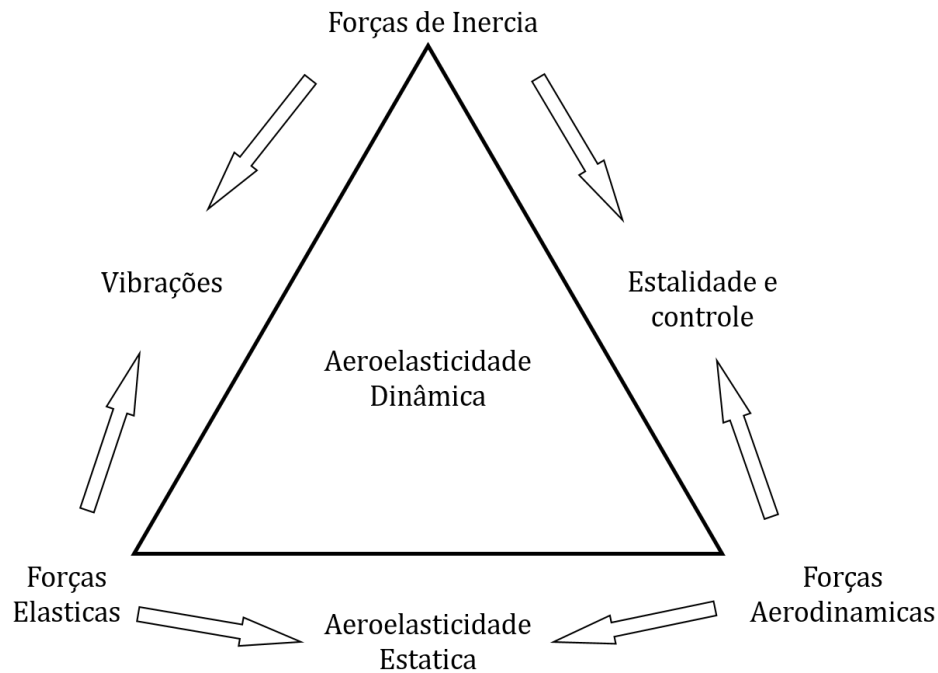 Forças de Inercia
Vibrações
Estalidade e
controle
Aeroelasticidade
Dinâmica
Forças
Elasticas
Aeroelasticidade
Estatica
Forças
Aerodinamicas